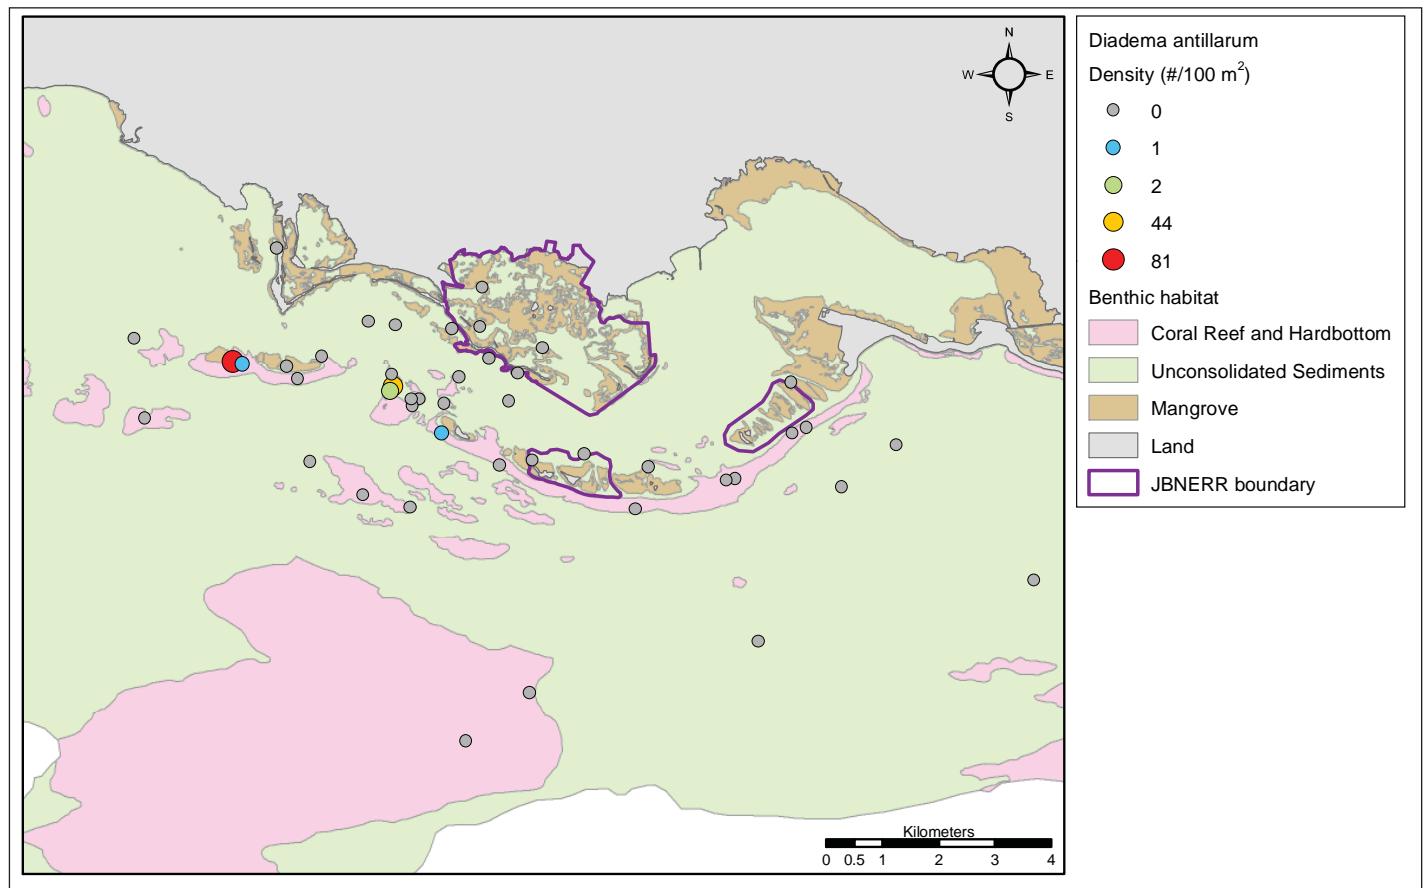 N
W E
S
Kilometers
0 0.5 1 2 3 4
Diadema antillarum
Density (#/100 m²)
0
1
2
44
81
Benthic habitat
Coral Reef and Hardbottom
Unconsolidated Sediments
Mangrove
Land
JBNERR boundary